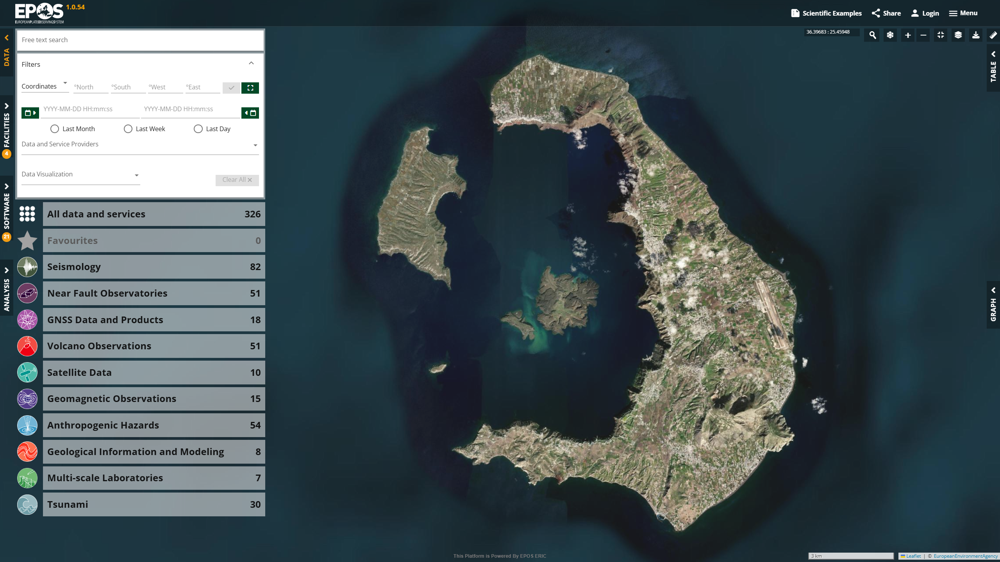 EPOS 1.0.54
EUROPEANPLATEOBSERVINGSYSTEM
Scientific Examples
Share
Login
Menu
DATA
FACILITIES
4
SOFTWARE
21
ANALYSIS
Free text search
Filters
Coordinates °North °South °West °East
YYYY-MM-DD HH:mm:ss YYYY-MM-DD HH:mm:ss
Last Month Last Week Last Day
Data and Service Providers
Data Visualization
Clear All
All data and services 326
Favourites 0
Seismology 82
Near Fault Observatories 51
GNSS Data and Products 18
Volcano Observations 51
Satellite Data 10
Geomagnetic Observations 15
Anthropogenic Hazards 54
Geological Information and Modeling 8
Multi-scale Laboratories 7
Tsunami 30
36.39683 : 25.45948
TABLE
GRAPH
This Platform is Powered By EPOS ERIC
3 km
Leaflet | © EuropeanEnvironmentAgency